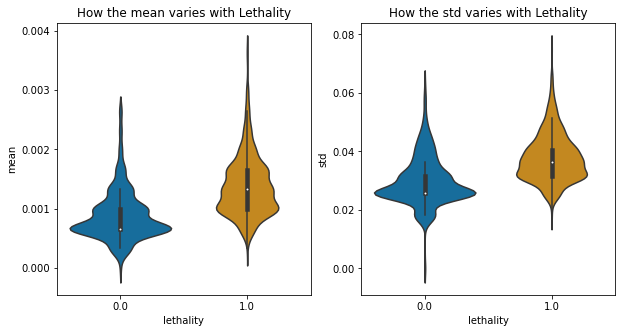 How the mean varies with Lethality
0.004
0.003
0.002
0.001
0.000
mean
0.0
1.0
lethality
How the std varies with Lethality
0.08
0.06
0.04
0.02
0.00
std
0.0
1.0
lethality